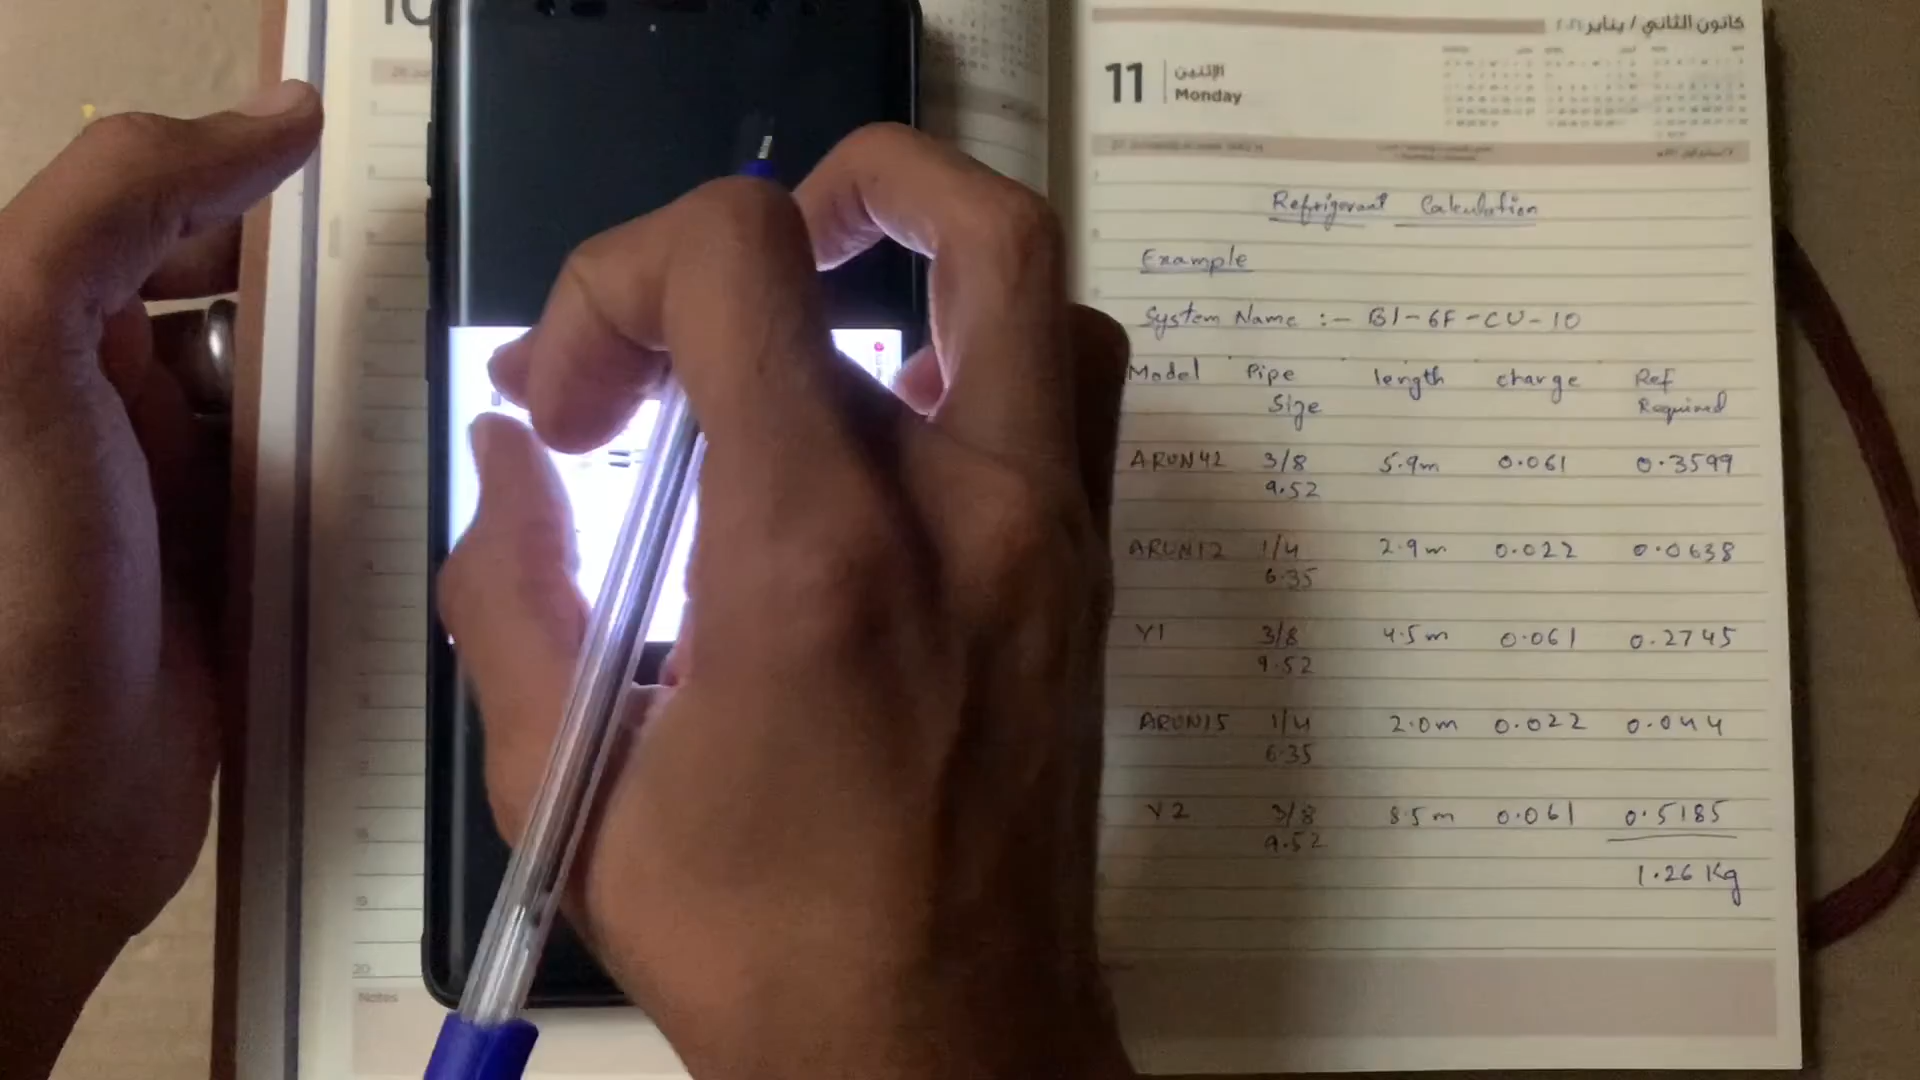 10
كانون الثاني / يناير
11
الإثنين
Monday
Refrigerant Calculation
Example
System Name :- B1-6F-CU-10
Model Pipe Size length charge Ref Required
ARUN42 3/8 5.9m 0.061 0.3599
9.52
ARUN12 1/4 2.9m 0.022 0.0638
6.35
Y1 3/8 4.5m 0.061 0.2745
9.52
ARUN15 1/4 2.0m 0.022 0.044
6.35
Y2 3/8 8.5m 0.061 0.5185
9.52
1.26 Kg
20
Notes